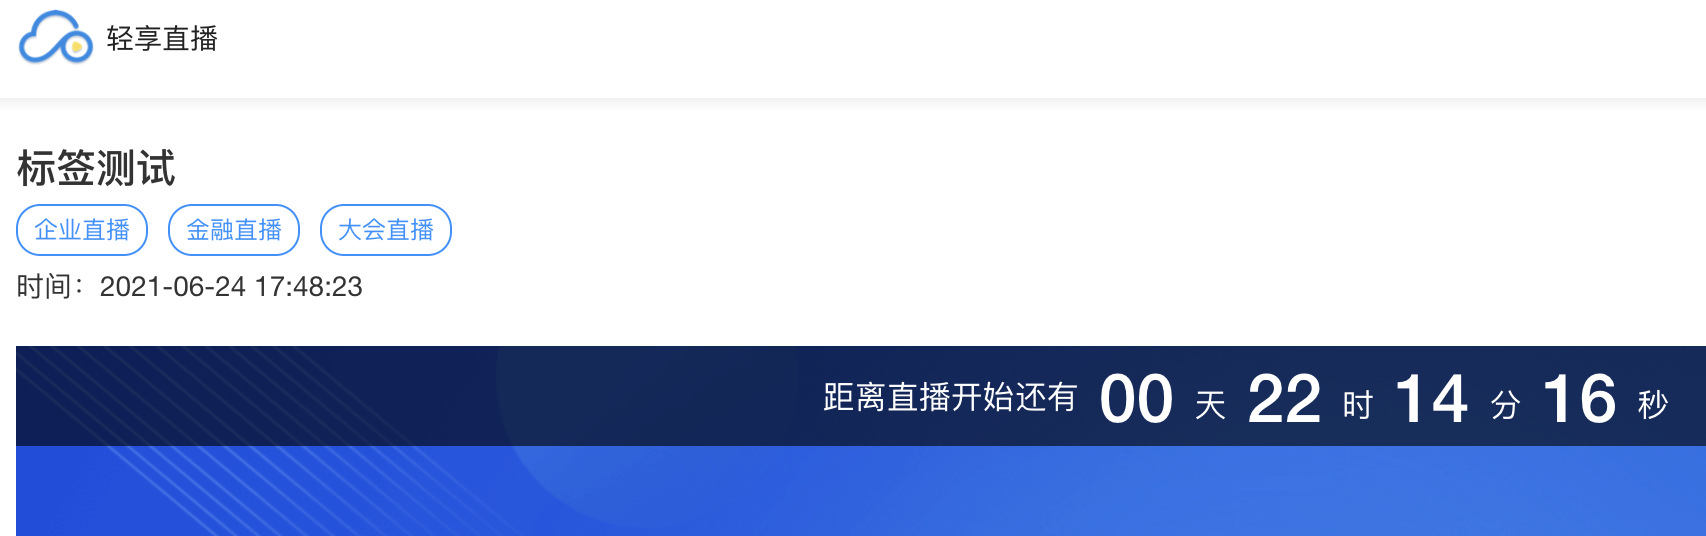 轻享直播
标签测试
企业直播 金融直播 大会直播
时间：2021-06-24 17:48:23
距离直播开始还有 00 天 22 时 14 分 16 秒